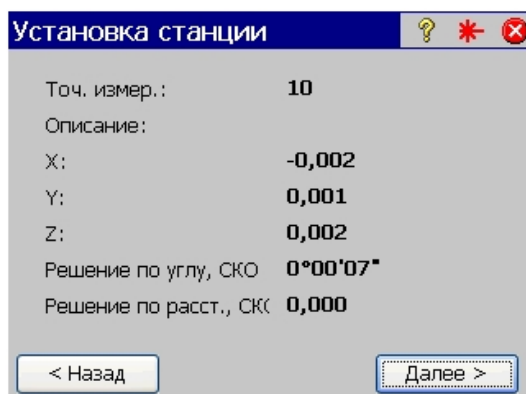 Установка станции
Точ. измер.: 10
Описание:
X: -0,002
Y: 0,001
Z: 0,002
Решение по углу, СКО 0°00'07"
Решение по расст., СК( 0,000
< Назад Далее >